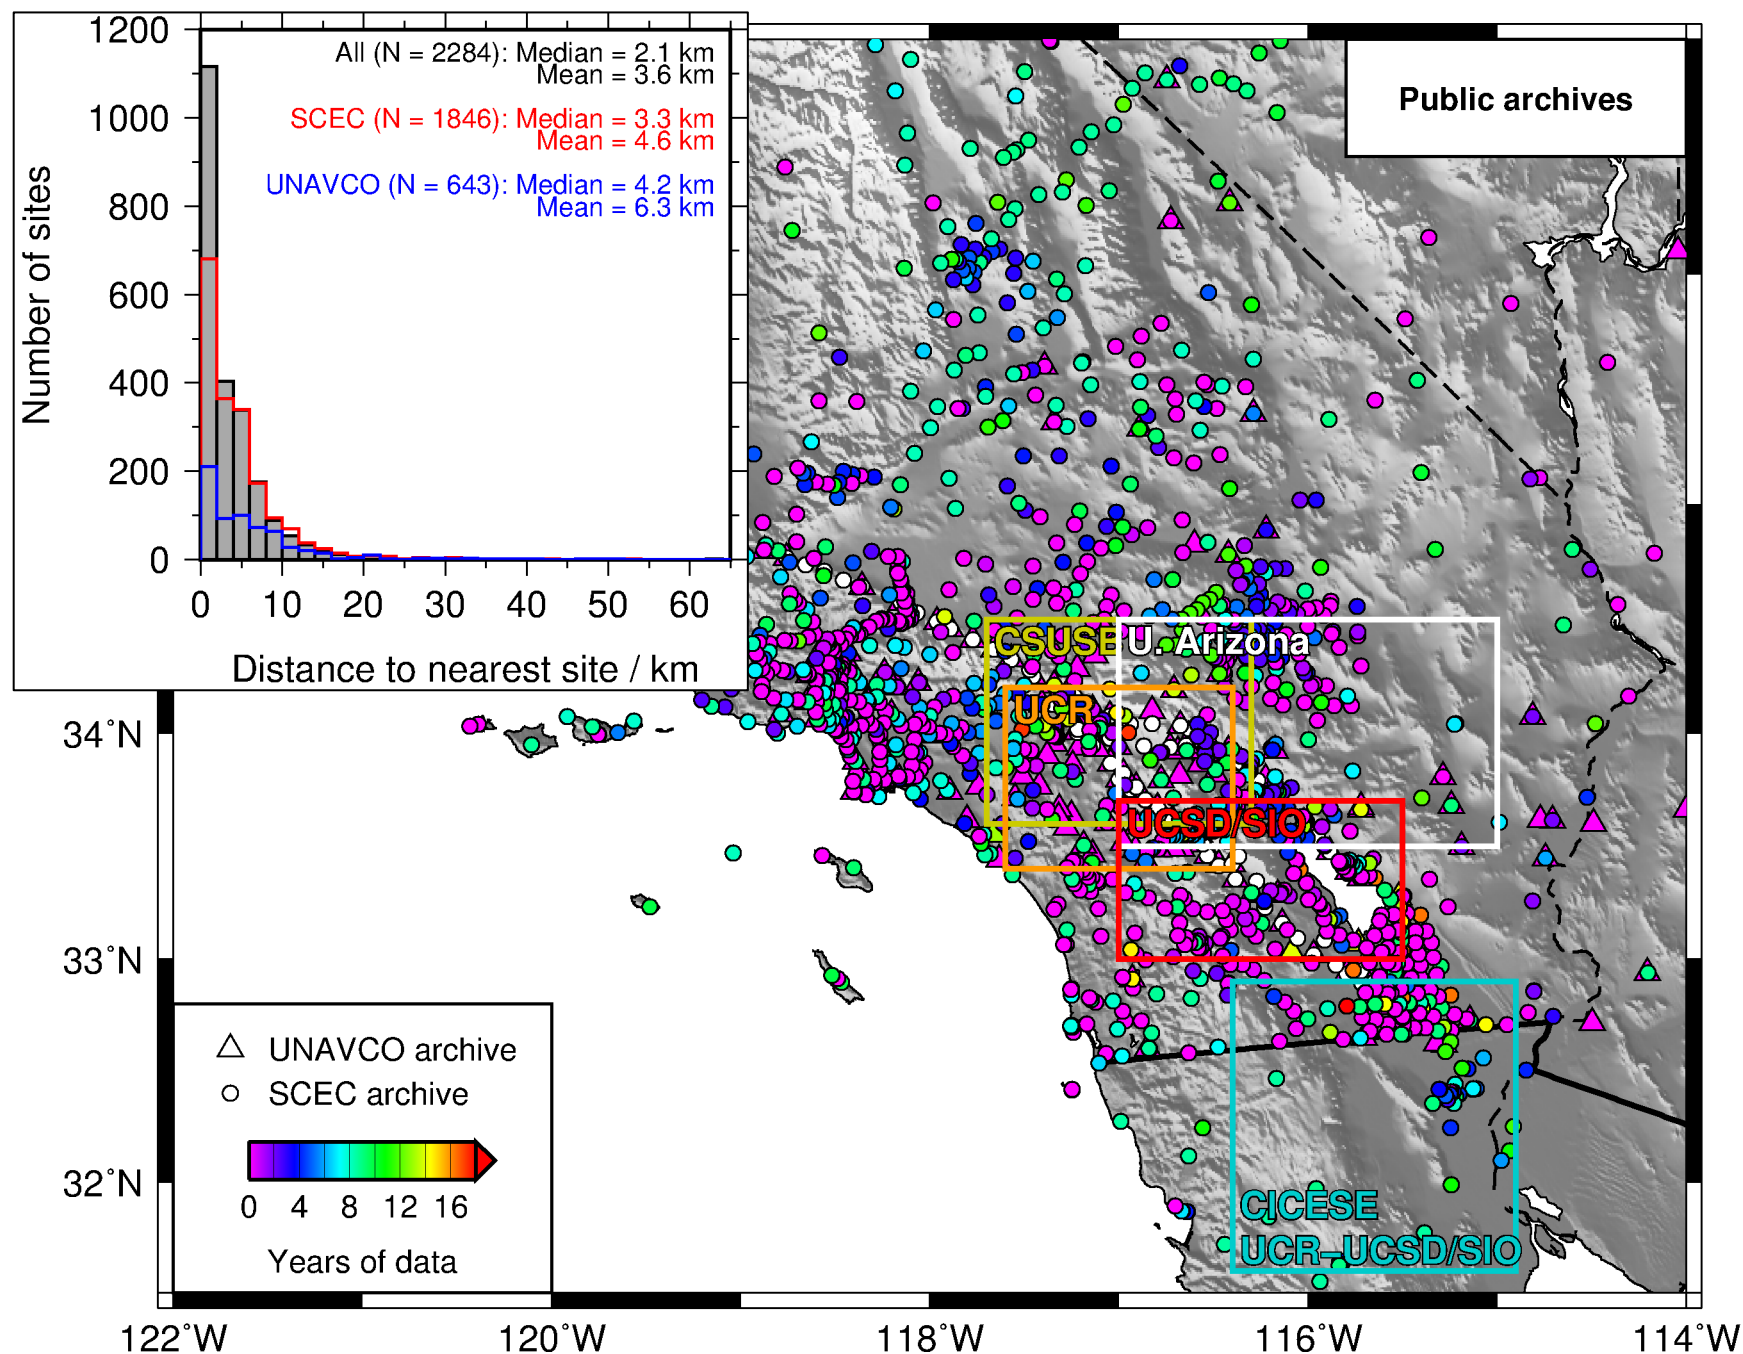 1200
1000
800
600
400
200
0
Number of sites
All (N = 2284): Median = 2.1 km
Mean = 3.6 km
SCEC (N = 1846): Median = 3.3 km
Mean = 4.6 km
UNAVCO (N = 643): Median = 4.2 km
Mean = 6.3 km
0 10 20 30 40 50 60
Distance to nearest site / km
Public archives
CSUSB
U. Arizona
UCR
UCSD/SIO
CICESE
UCR–UCSD/SIO
34˚N
33˚N
32˚N
UNAVCO archive
SCEC archive
0 4 8 12 16
Years of data
122˚W 120˚W 118˚W 116˚W 114˚W